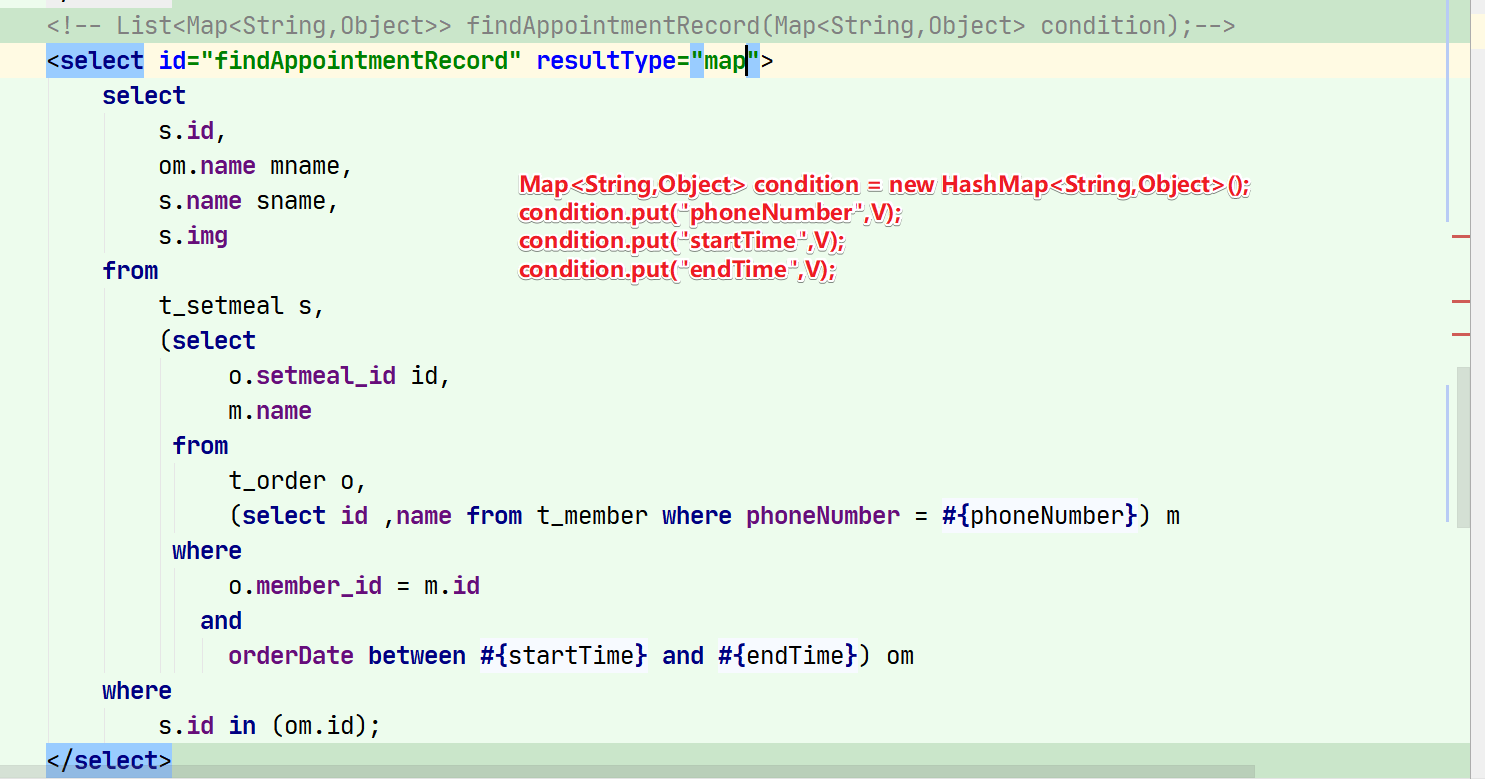 <!-- List<Map<String,Object>> findAppointmentRecord(Map<String,Object> condition);-->
<select id="findAppointmentRecord" resultType="map">
select
s.id,
om.name mname,
s.name sname,
s.img
Map<String,Object> condition = new HashMap<String,Object>();
condition.put("phoneNumber",V);
condition.put("startTime",V);
condition.put("endTime",V);
from
t_setmeal s,
(select
o.setmeal_id id,
m.name
from
t_order o,
(select id ,name from t_member where phoneNumber = #{phoneNumber}) m
where
o.member_id = m.id
and
orderDate between #{startTime} and #{endTime}) om
where
s.id in (om.id);
</select>